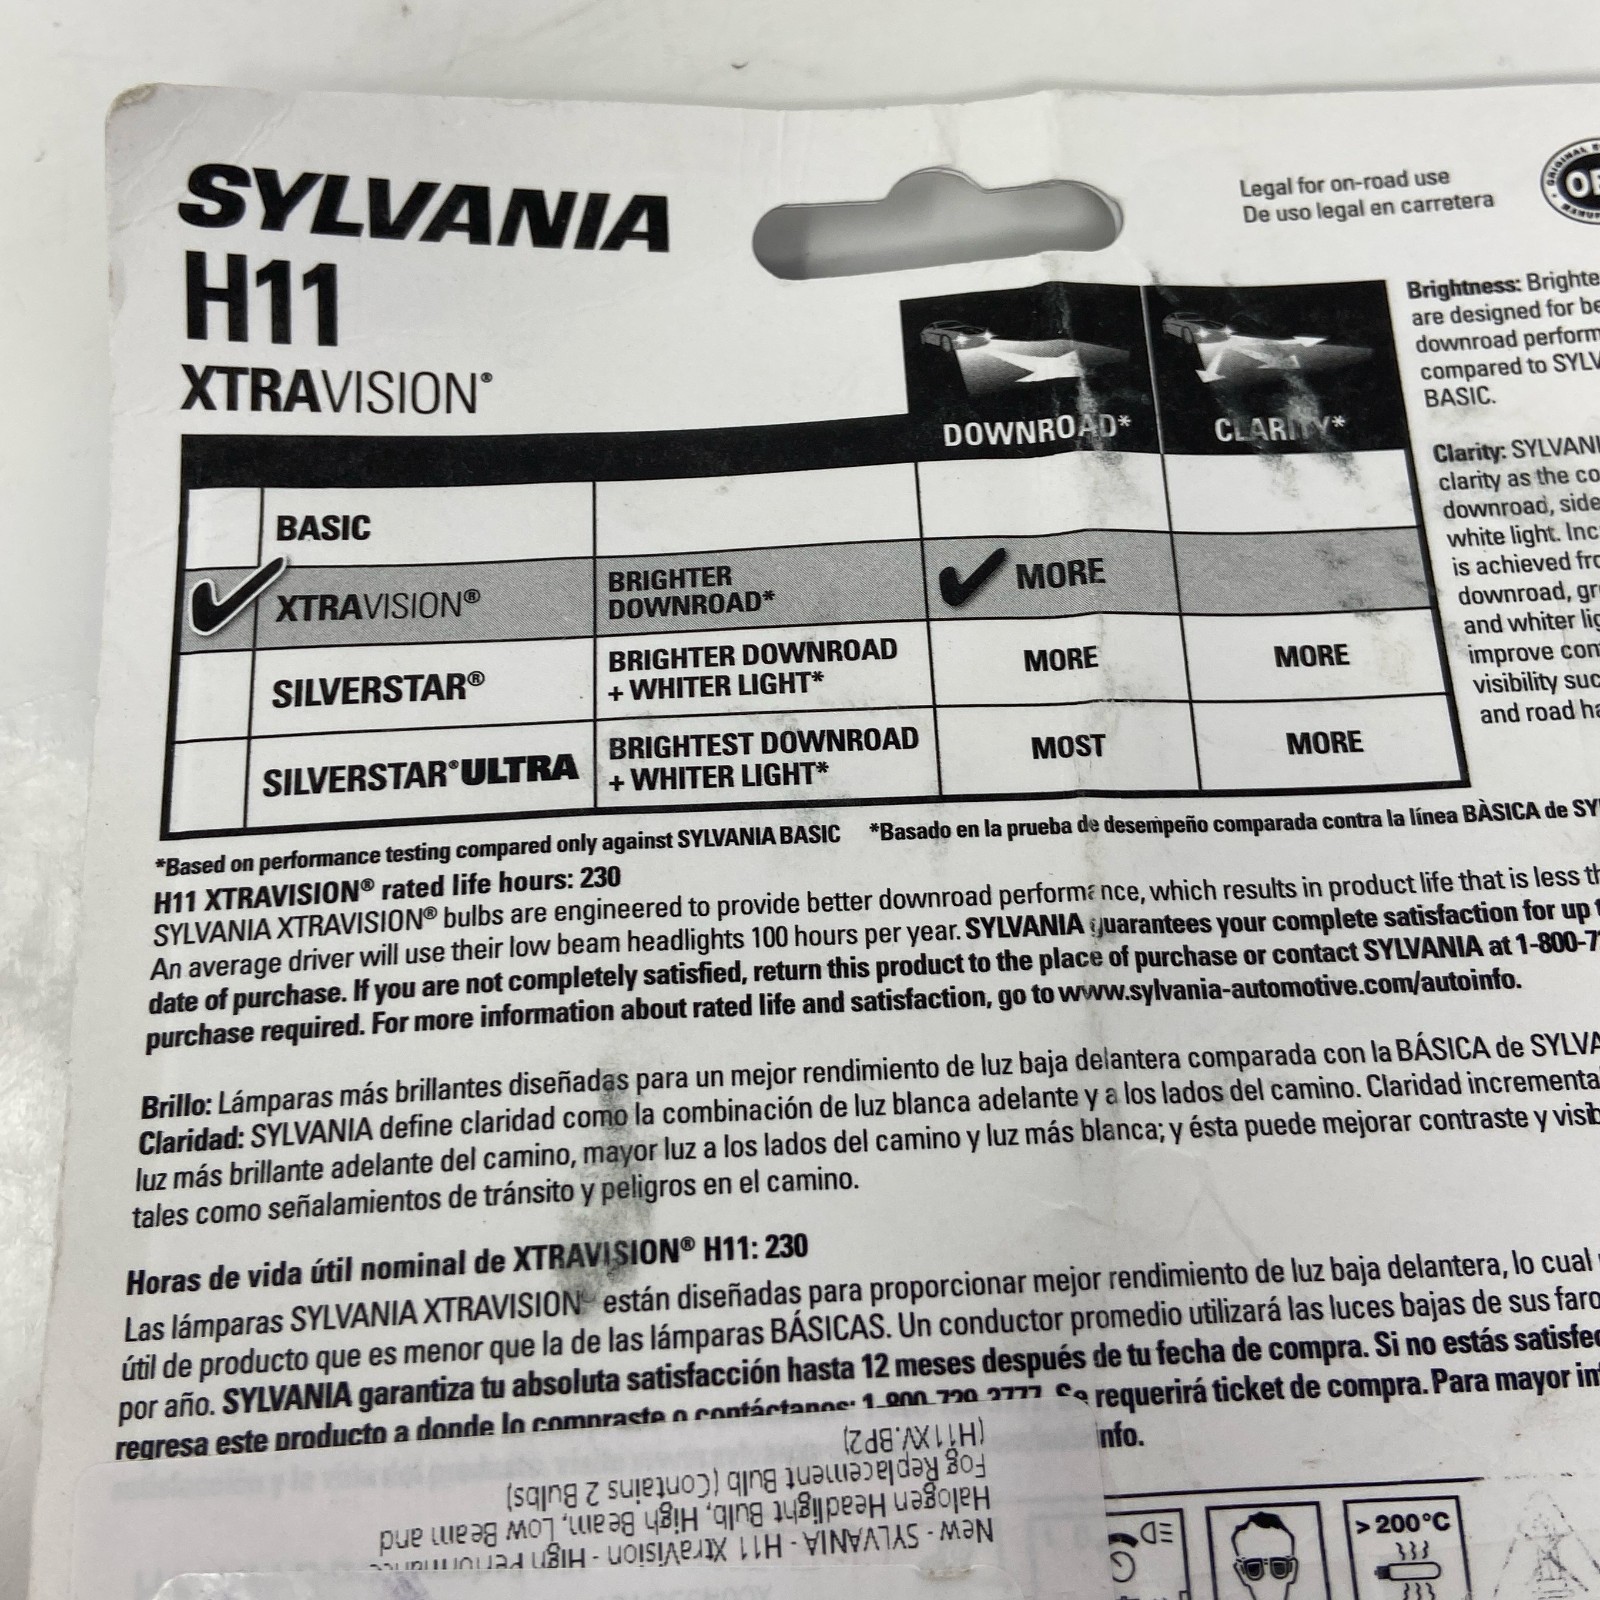 SYLVANIA
H11
XTRAVISION®
Legal for on-road use
De uso legal en carretera
DOWNROAD*
CLARITY*
BASIC
XTRAVISION®
BRIGHTER
DOWNROAD*
MORE
SILVERSTAR®
BRIGHTER DOWNROAD
+ WHITER LIGHT*
MORE
MORE
SILVERSTAR®ULTRA
BRIGHTEST DOWNROAD
+ WHITER LIGHT*
MOST
MORE
Brightness:
are designed for
downroad
compared to
BASIC.
Clarity:
clarity as the
downroad,
white light.
is achieved
downroad,
and whiter
improve
visibility
and road
*Based on performance testing compared only against SYLVANIA BASIC *Basado en la prueba de desempeño comparada contra la línea BÀSICA de
H11 XTRAVISION® rated life hours: 230
SYLVANIA XTRAVISION® bulbs are engineered to provide better downroad performance, which results in product life that is less
An average driver will use their low beam headlights 100 hours per year. SYLVANIA guarantees your complete satisfaction for up
date of purchase. If you are not completely satisfied, return this product to the place of purchase or contact SYLVANIA at 1-800-7
purchase required. For more information about rated life and satisfaction, go to www.sylvania-automotive.com/autoinfo.
Brillo: Lámparas más brillantes diseñadas para un mejor rendimiento de luz baja delantera comparada con la BÁSICA de
Claridad: SYLVANIA define claridad como la combinación de luz blanca adelante y a los lados del camino. Claridad
luz más brillante adelante del camino, mayor luz a los lados del camino y luz más blanca; y ésta puede mejorar contraste y
tales como señalamientos de tránsito y peligros en el camino.
Horas de vida útil nominal de XTRAVISION® H11: 230
Las lámparas SYLVANIA XTRAVISION® están diseñadas para proporcionar mejor rendimiento de luz baja delantera, lo cual
útil de producto que es menor que la de las lámparas BÁSICAS. Un conductor promedio utilizará las luces bajas de sus
por año. SYLVANIA garantiza tu absoluta satisfacción hasta 12 meses después de tu fecha de compra. Si no estás
regresa este producto a donde lo compraste o contáctanos: 1-800-729-3777. Se requerirá ticket de compra. Para mayor
nfo.
New - SYLVANIA - H11 XtraVision - High Performance
Halogen Headlight Bulb, High Beam, Low Beam and
Fog Replacement Bulb (Contains 2 Bulbs)
(H11XV.BP2)
> 200°C